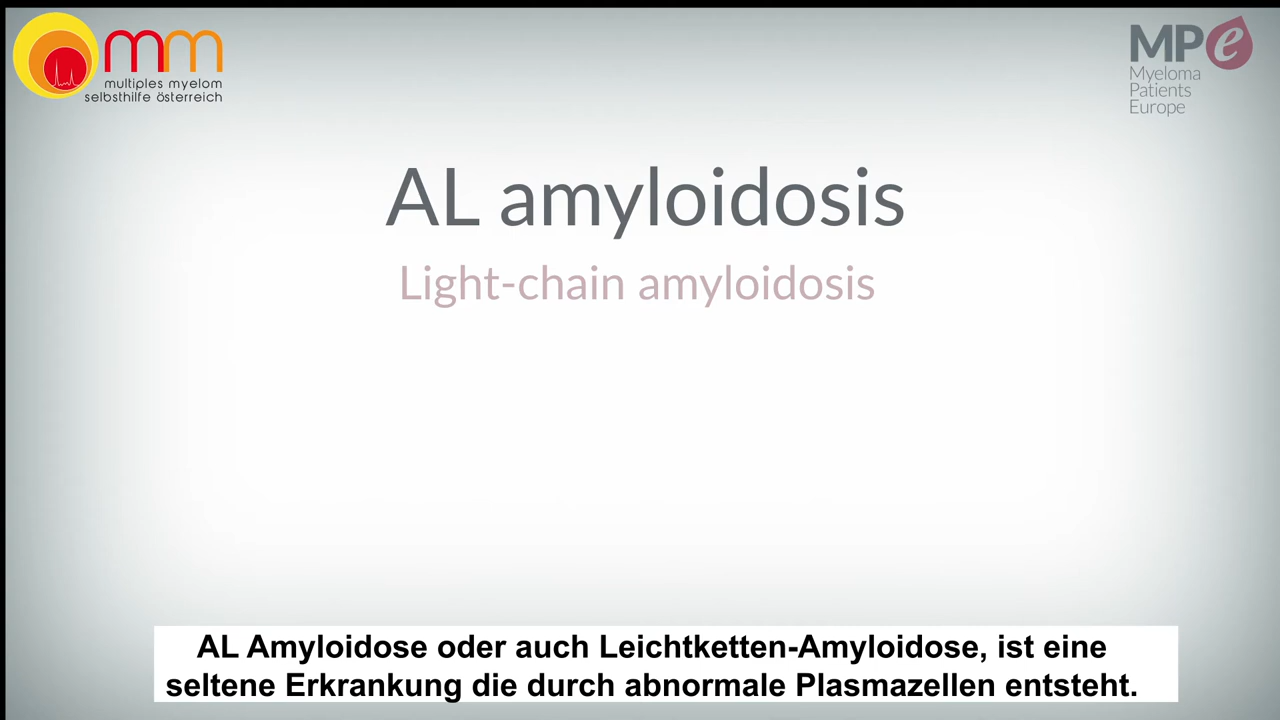 mm
multiples myelom
selbsthilfe österreich
MPe
Myeloma
Patients
Europe
AL amyloidosis
Light-chain amyloidosis
AL Amyloidose oder auch Leichtketten-Amyloidose, ist eine
seltene Erkrankung die durch abnormale Plasmazellen entsteht.